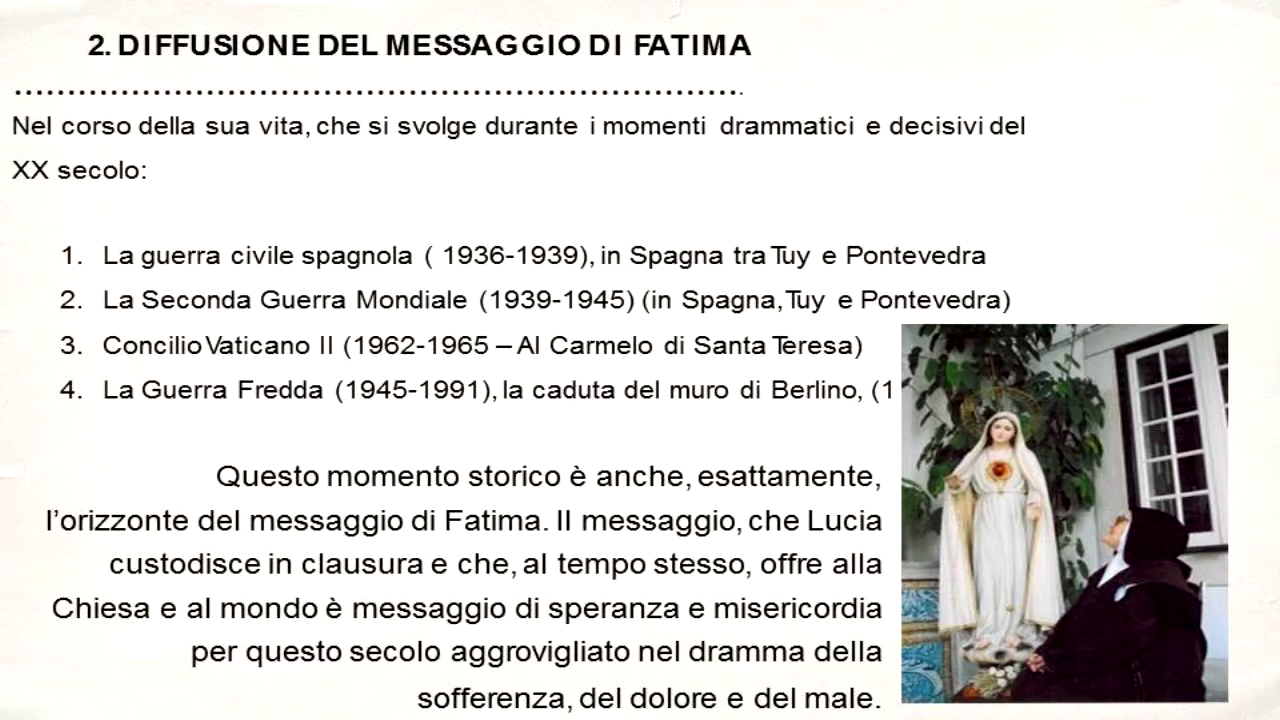 2. DIFFUSIONE DEL MESSAGGIO DI FATIMA
………………………………………………………………….
Nel corso della sua vita, che si svolge durante i momenti drammatici e decisivi del
XX secolo:
1. La guerra civile spagnola ( 1936-1939), in Spagna tra Tuy e Pontevedra
2. La Seconda Guerra Mondiale (1939-1945) (in Spagna, Tuy e Pontevedra)
3. Concilio Vaticano II (1962-1965 – Al Carmelo di Santa Teresa)
4. La Guerra Fredda (1945-1991), la caduta del muro di Berlino, (1
Questo momento storico è anche, esattamente,
l’orizzonte del messaggio di Fatima. Il messaggio, che Lucia
custodisce in clausura e che, al tempo stesso, offre alla
Chiesa e al mondo è messaggio di speranza e misericordia
per questo secolo aggrovigliato nel dramma della
sofferenza, del dolore e del male.